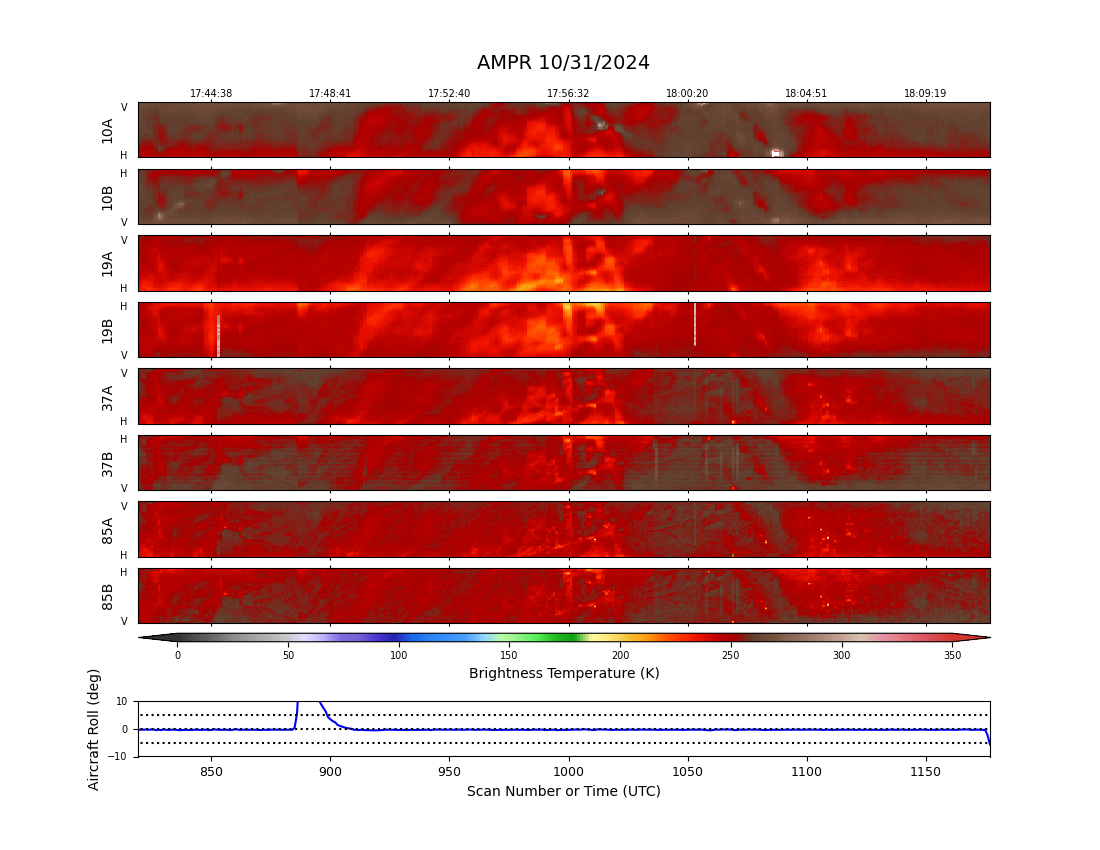 AMPR 10/31/2024
17:44:38 17:48:41 17:52:40 17:56:32 18:00:20 18:04:51 18:09:19
V
10A
H
H
10B
V
V
19A
H
H
19B
V
V
37A
H
H
37B
V
V
85A
H
H
85B
V
0 50 100 150 200 250 300 350
Brightness Temperature (K)
Aircraft Roll (deg)
10
0
−10
850 900 950 1000 1050 1100 1150
Scan Number or Time (UTC)